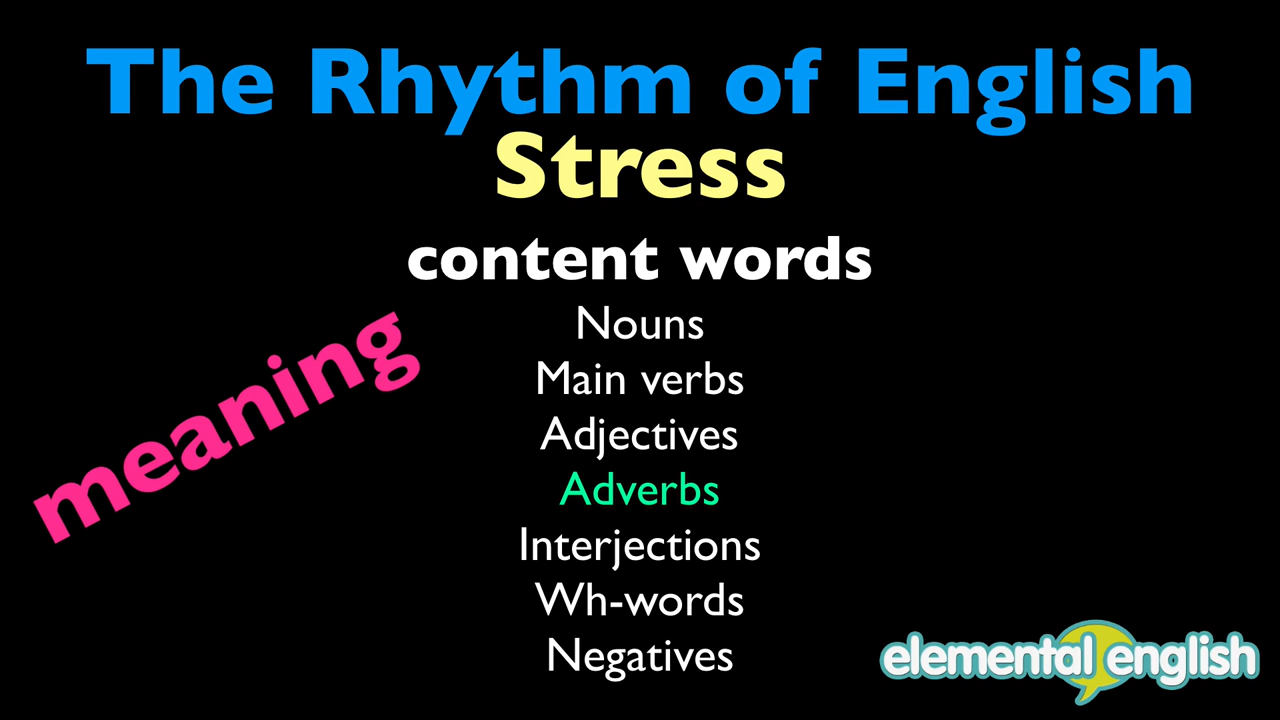 The Rhythm of English
Stress
content words
meaning
Nouns
Main verbs
Adjectives
Adverbs
Interjections
Wh-words
Negatives
elemental english